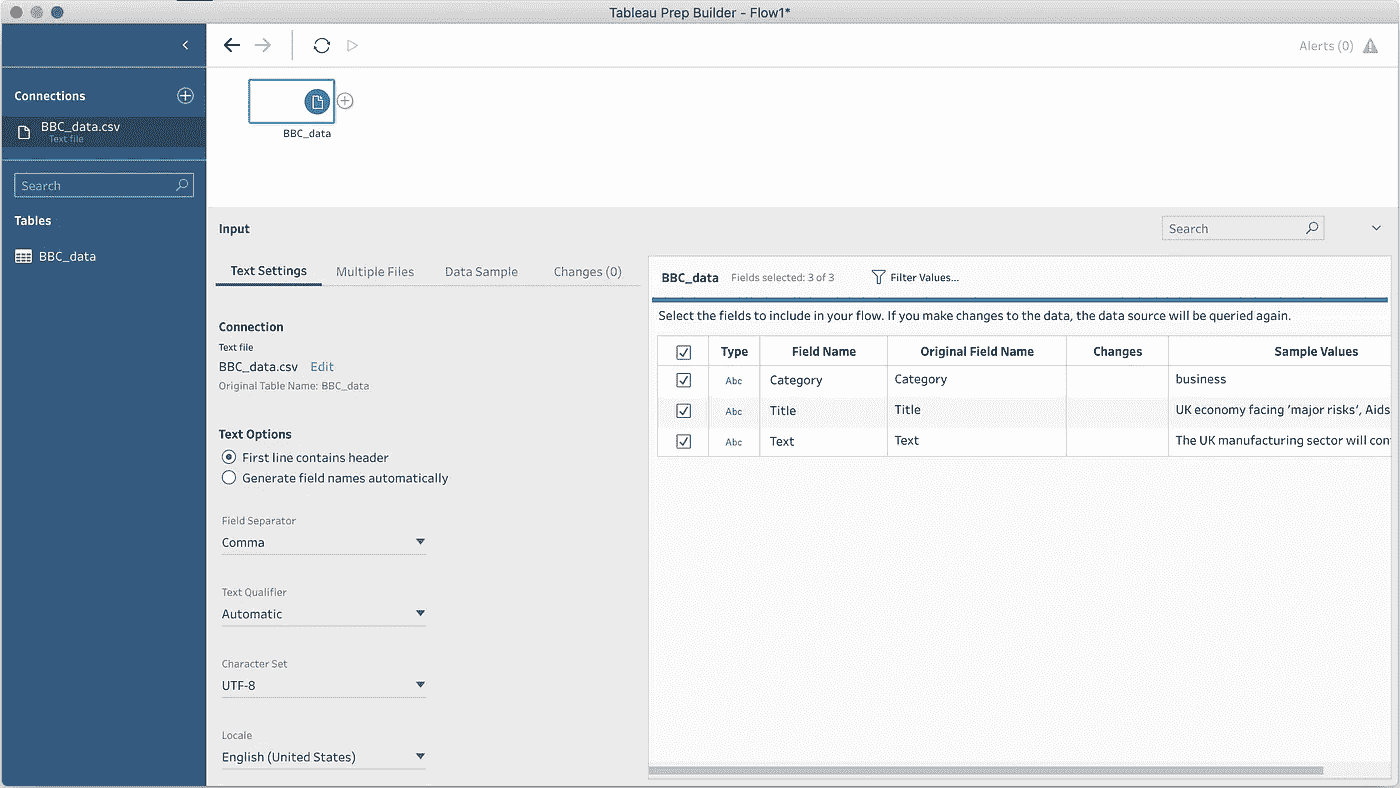 Tableau Prep Builder - Flow1*
Alerts (0)
Connections
BBC_data.csv
Text file
Search
Tables
BBC_data
BBC_data
Input
Search
Text Settings
Multiple Files
Data Sample
Changes (0)
Connection
Text file
BBC_data.csv Edit
Original Table Name: BBC_data
Text Options
First line contains header
Generate field names automatically
Field Separator
Comma
Text Qualifier
Automatic
Character Set
UTF-8
Locale
English (United States)
BBC_data Fields selected: 3 of 3 Filter Values...
Select the fields to include in your flow. If you make changes to the data, the data source will be queried again.
Type Field Name Original Field Name Changes Sample Values
Abc Category Category business
Abc Title Title UK economy facing 'major risks', Aids
Abc Text Text The UK manufacturing sector will con